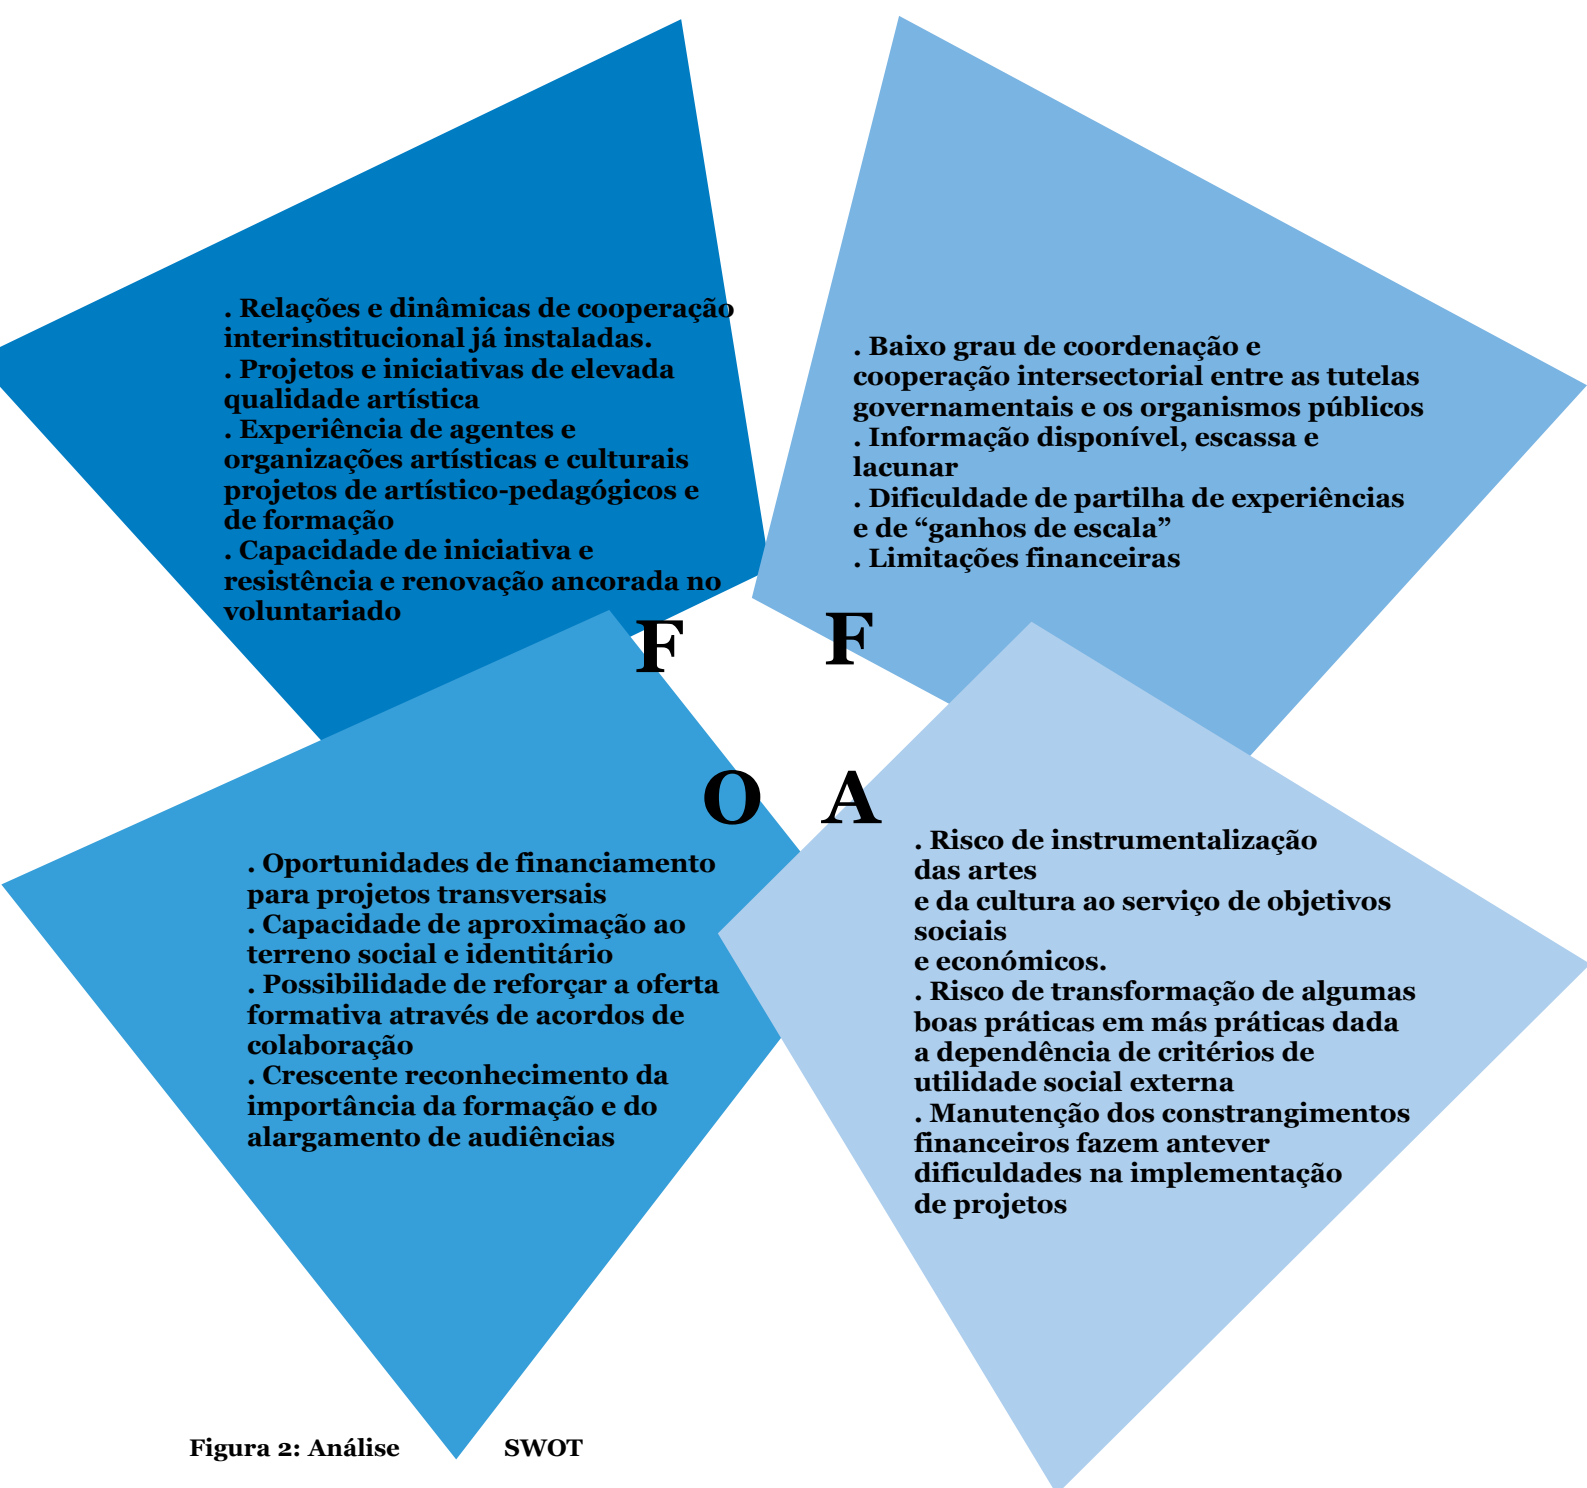 . Relações e dinâmicas de cooperação
interinstitucional já instaladas.
. Projetos e iniciativas de elevada
qualidade artística
. Experiência de agentes e
organizações artísticas e culturais
projetos de artístico-pedagógicos e
de formação
. Capacidade de iniciativa e
resistência e renovação ancorada no
voluntariado
. Baixo grau de coordenação e
cooperação intersectorial entre as tutelas
governamentais e os organismos públicos
. Informação disponível, escassa e
lacunar
. Dificuldade de partilha de experiências
e de “ganhos de escala”
. Limitações financeiras
F F
O A
. Oportunidades de financiamento
para projetos transversais
. Capacidade de aproximação ao
terreno social e identitário
. Possibilidade de reforçar a oferta
formativa através de acordos de
colaboração
. Crescente reconhecimento da
importância da formação e do
alargamento de audiências
. Risco de instrumentalização
das artes
e da cultura ao serviço de objetivos
sociais
e económicos.
. Risco de transformação de algumas
boas práticas em más práticas dada
a dependência de critérios de
utilidade social externa
. Manutenção dos constrangimentos
financeiros fazem antever
dificuldades na implementação
de projetos
Figura 2: Análise SWOT